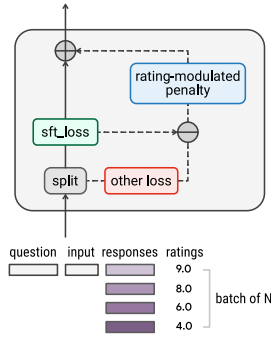 rating-modulated
penalty
sft_loss
split
other loss
question input responses ratings
9.0
8.0
6.0
4.0
batch of N